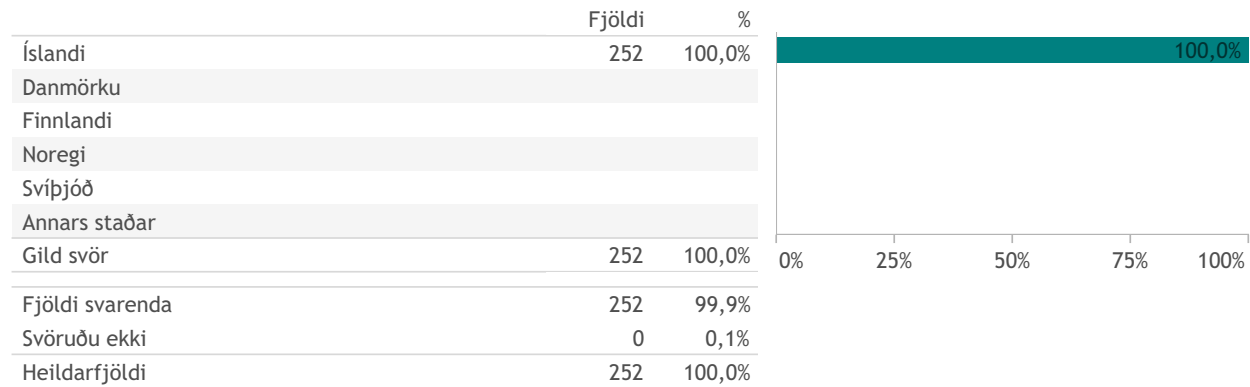 Fjöldi %
Íslandi 252 100,0% 100,0%
Danmörku
Finnlandi
Noregi
Svíþjóð
Annars staðar
Gild svör 252 100,0%
0% 25% 50% 75% 100%
Fjöldi svarenda 252 99,9%
Svöruðu ekki 0 0,1%
Heildarfjöldi 252 100,0%